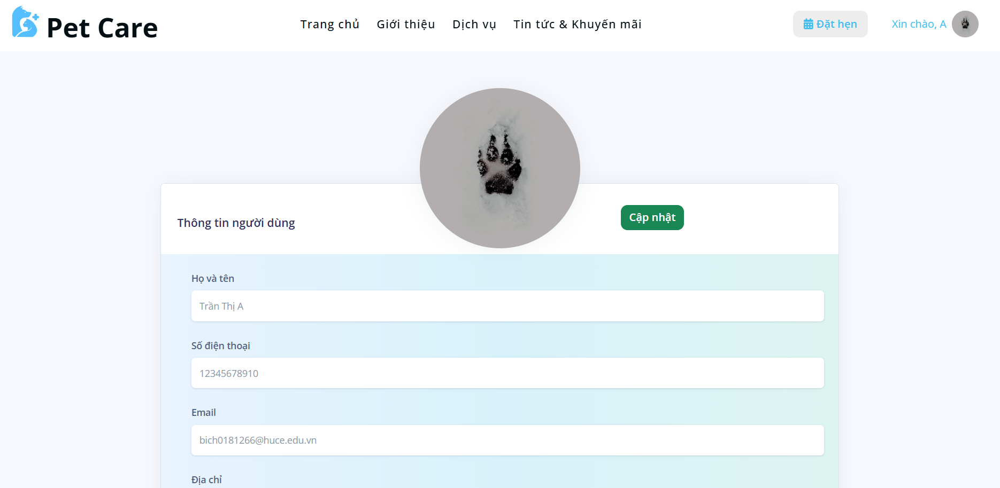 Pet Care
Trang chủ Giới thiệu Dịch vụ Tin tức & Khuyến mãi
Đặt hẹn
Xin chào, A
Thông tin người dùng
Cập nhật
Họ và tên
Trần Thị A
Số điện thoại
12345678910
Email
bich0181266@huce.edu.vn
Địa chỉ